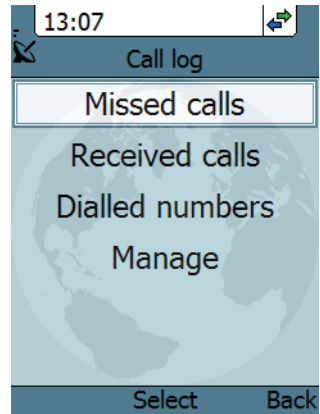 13:07
Call log
Missed calls
Received calls
Dialled numbers
Manage
Select Back